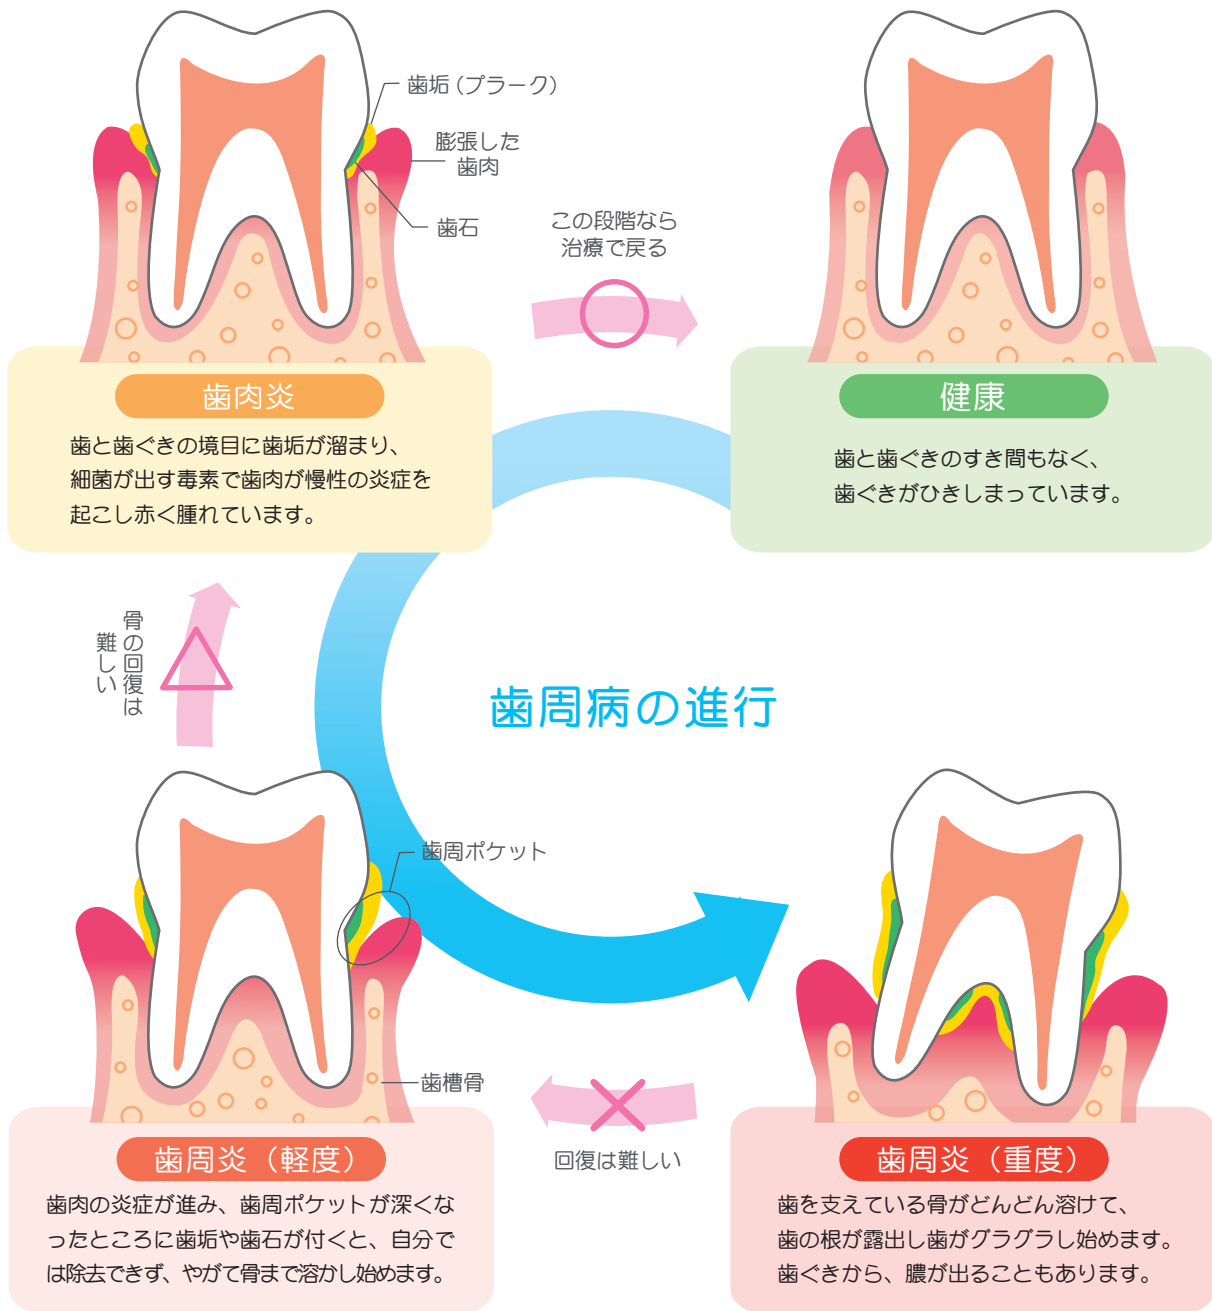 歯垢（プラーク）
膨張した
歯肉
歯石
この段階なら
治療で戻る
歯肉炎
歯と歯ぐきの境目に歯垢が溜まり、
細菌が出す毒素で歯肉が慢性の炎症を
起こし赤く腫れています。
健康
歯と歯ぐきのすき間もなく、
歯ぐきがひきしまっています。
骨の回復は
難しい
歯周病の進行
歯周ポケット
歯槽骨
回復は難しい
歯周炎（軽度）
歯肉の炎症が進み、歯周ポケットが深くな
ったところに歯垢や歯石が付くと、自分で
は除去できず、やがて骨まで溶かし始めます。
歯周炎（重度）
歯を支えている骨がどんどん溶けて、
歯の根が露出し歯がグラグラし始めます。
歯ぐきから、膿が出ることもあります。